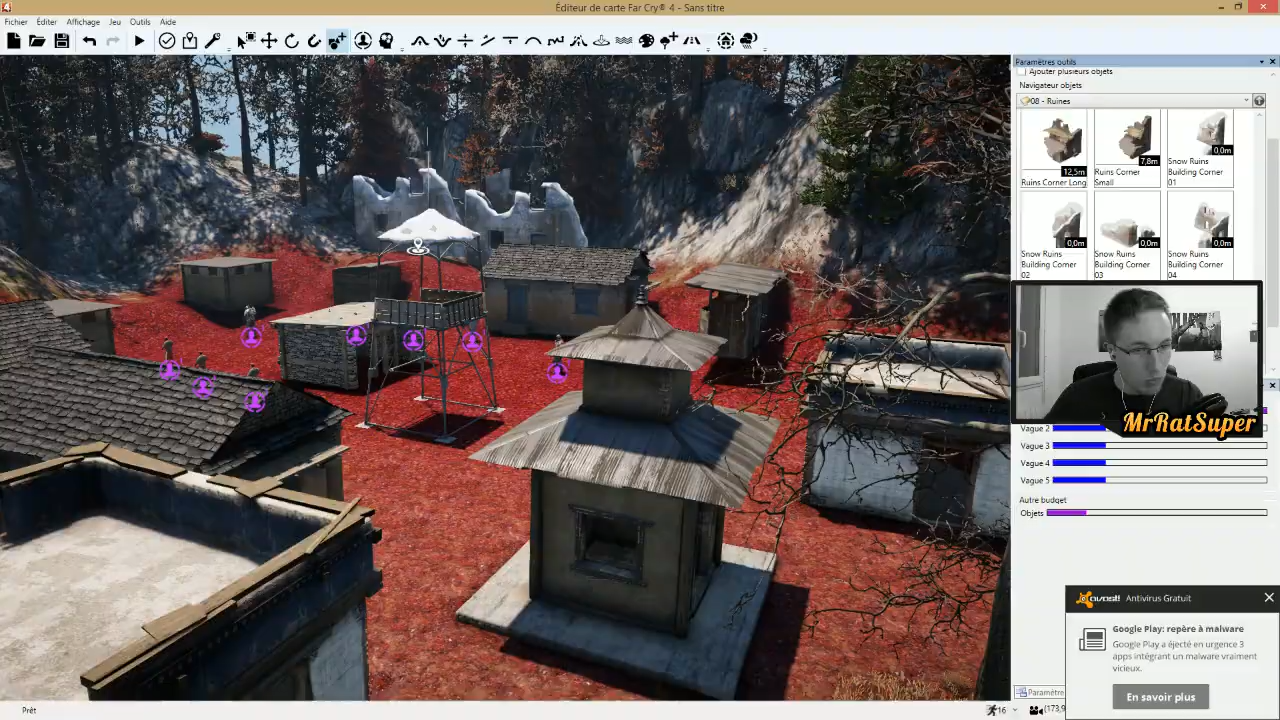 Éditeur de carte Far Cry® 4 - Sans titre
Fichier Éditer Affichage Jeu Outils Aide
Paramètres outils
Ajouter plusieurs objets
Navigateur objets
08 - Ruines
12,5m
7,8m
0,0m
Ruins Corner Long
Ruins Corner
Small
Snow Ruins
Building Corner
01
0,0m
0,0m
0,0m
Snow Ruins
Building Corner
02
Snow Ruins
Building Corner
03
Snow Ruins
Building Corner
04
MrRatSuper
Vague 2
Vague 3
Vague 4
Vague 5
Autre budget
Objets
avast! Antivirus Gratuit
Google Play: repère à malware
Google Play a éjecté en urgence 3
apps intégrant un malware vraiment
vicieux.
En savoir plus
Paramètre
Prêt
16
(173,9